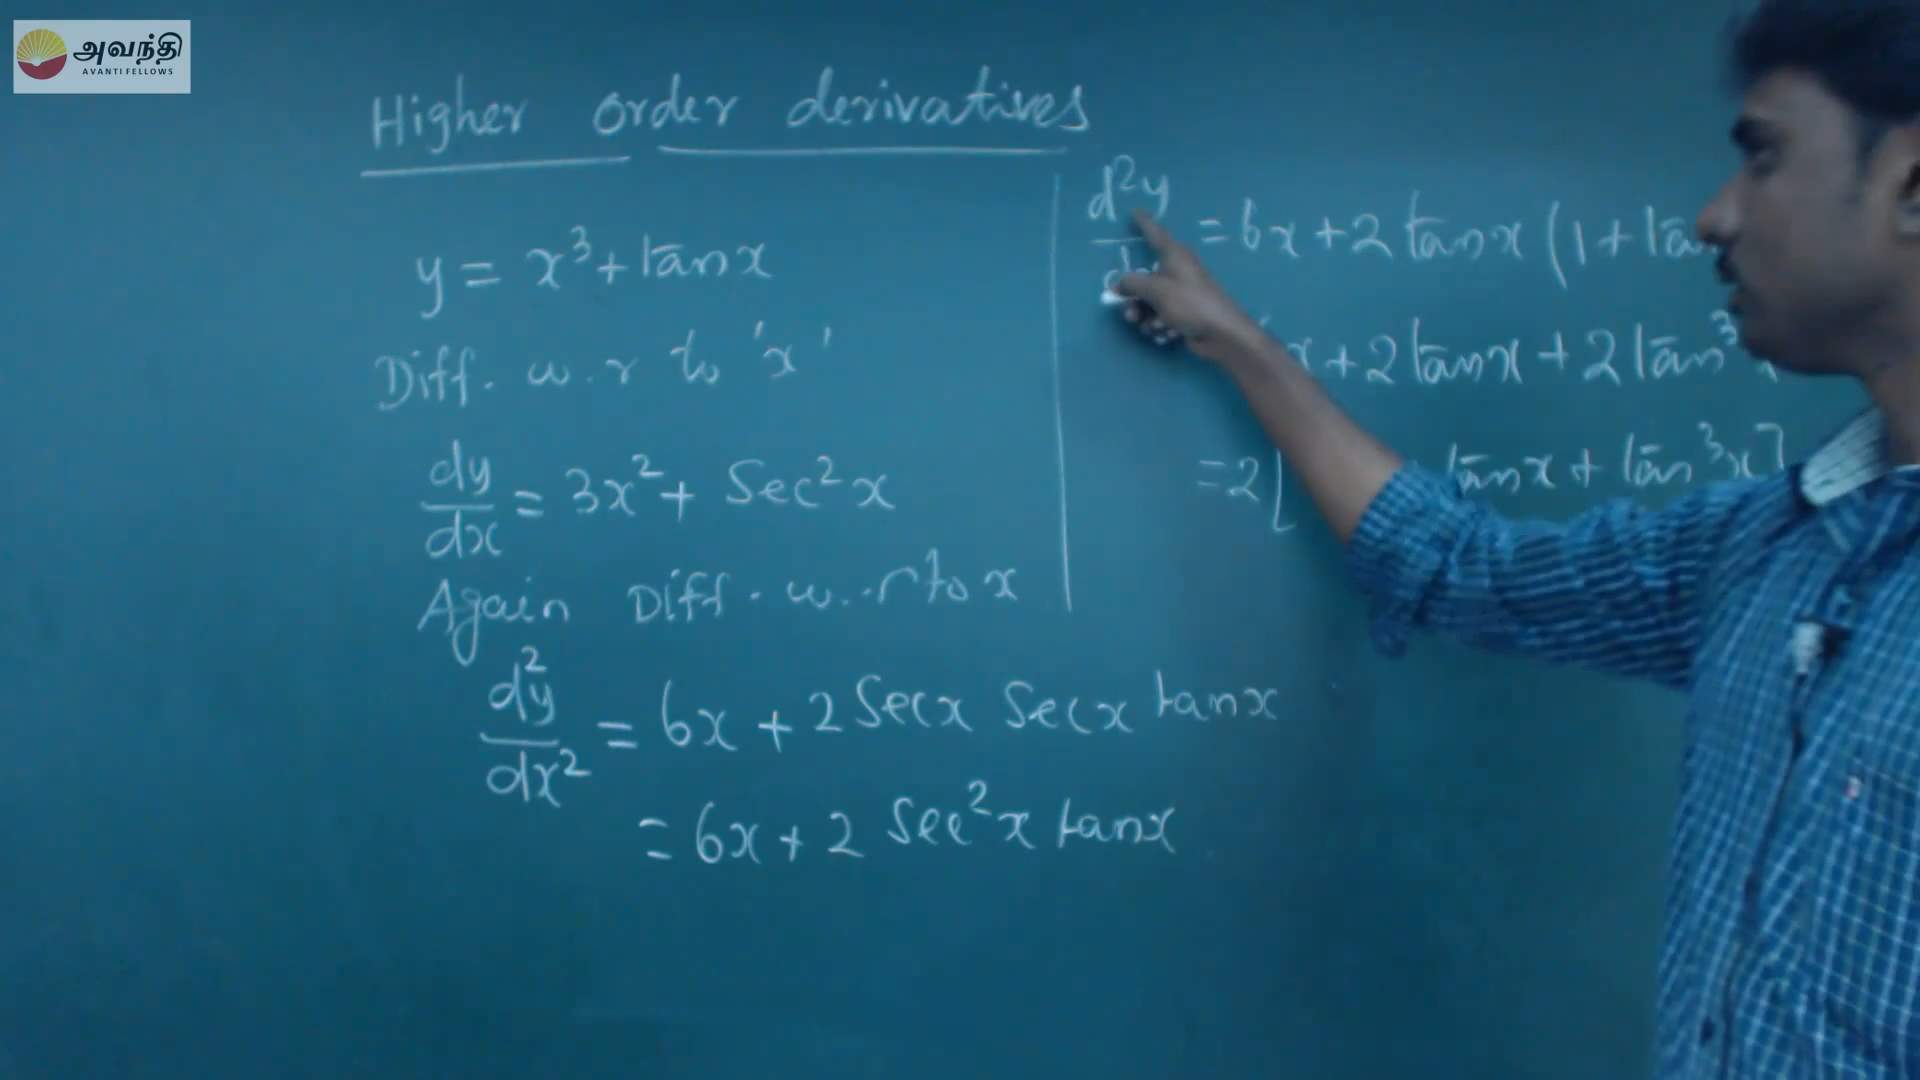 அவந்தி
AVANTI FELLOWS
Higher order derivatives
y = x³ + tan x
Diff. w.r to 'x'
dy/dx = 3x² + Sec² x
Again Diff. w.r to x
d²y/dx² = 6x + 2 Secx Secx tanx
= 6x + 2 Sec²x tanx
d²y = 6x + 2 tanx (1 +
x + 2 tanx + 2 tan³
= 2[ tanx + tan³x]